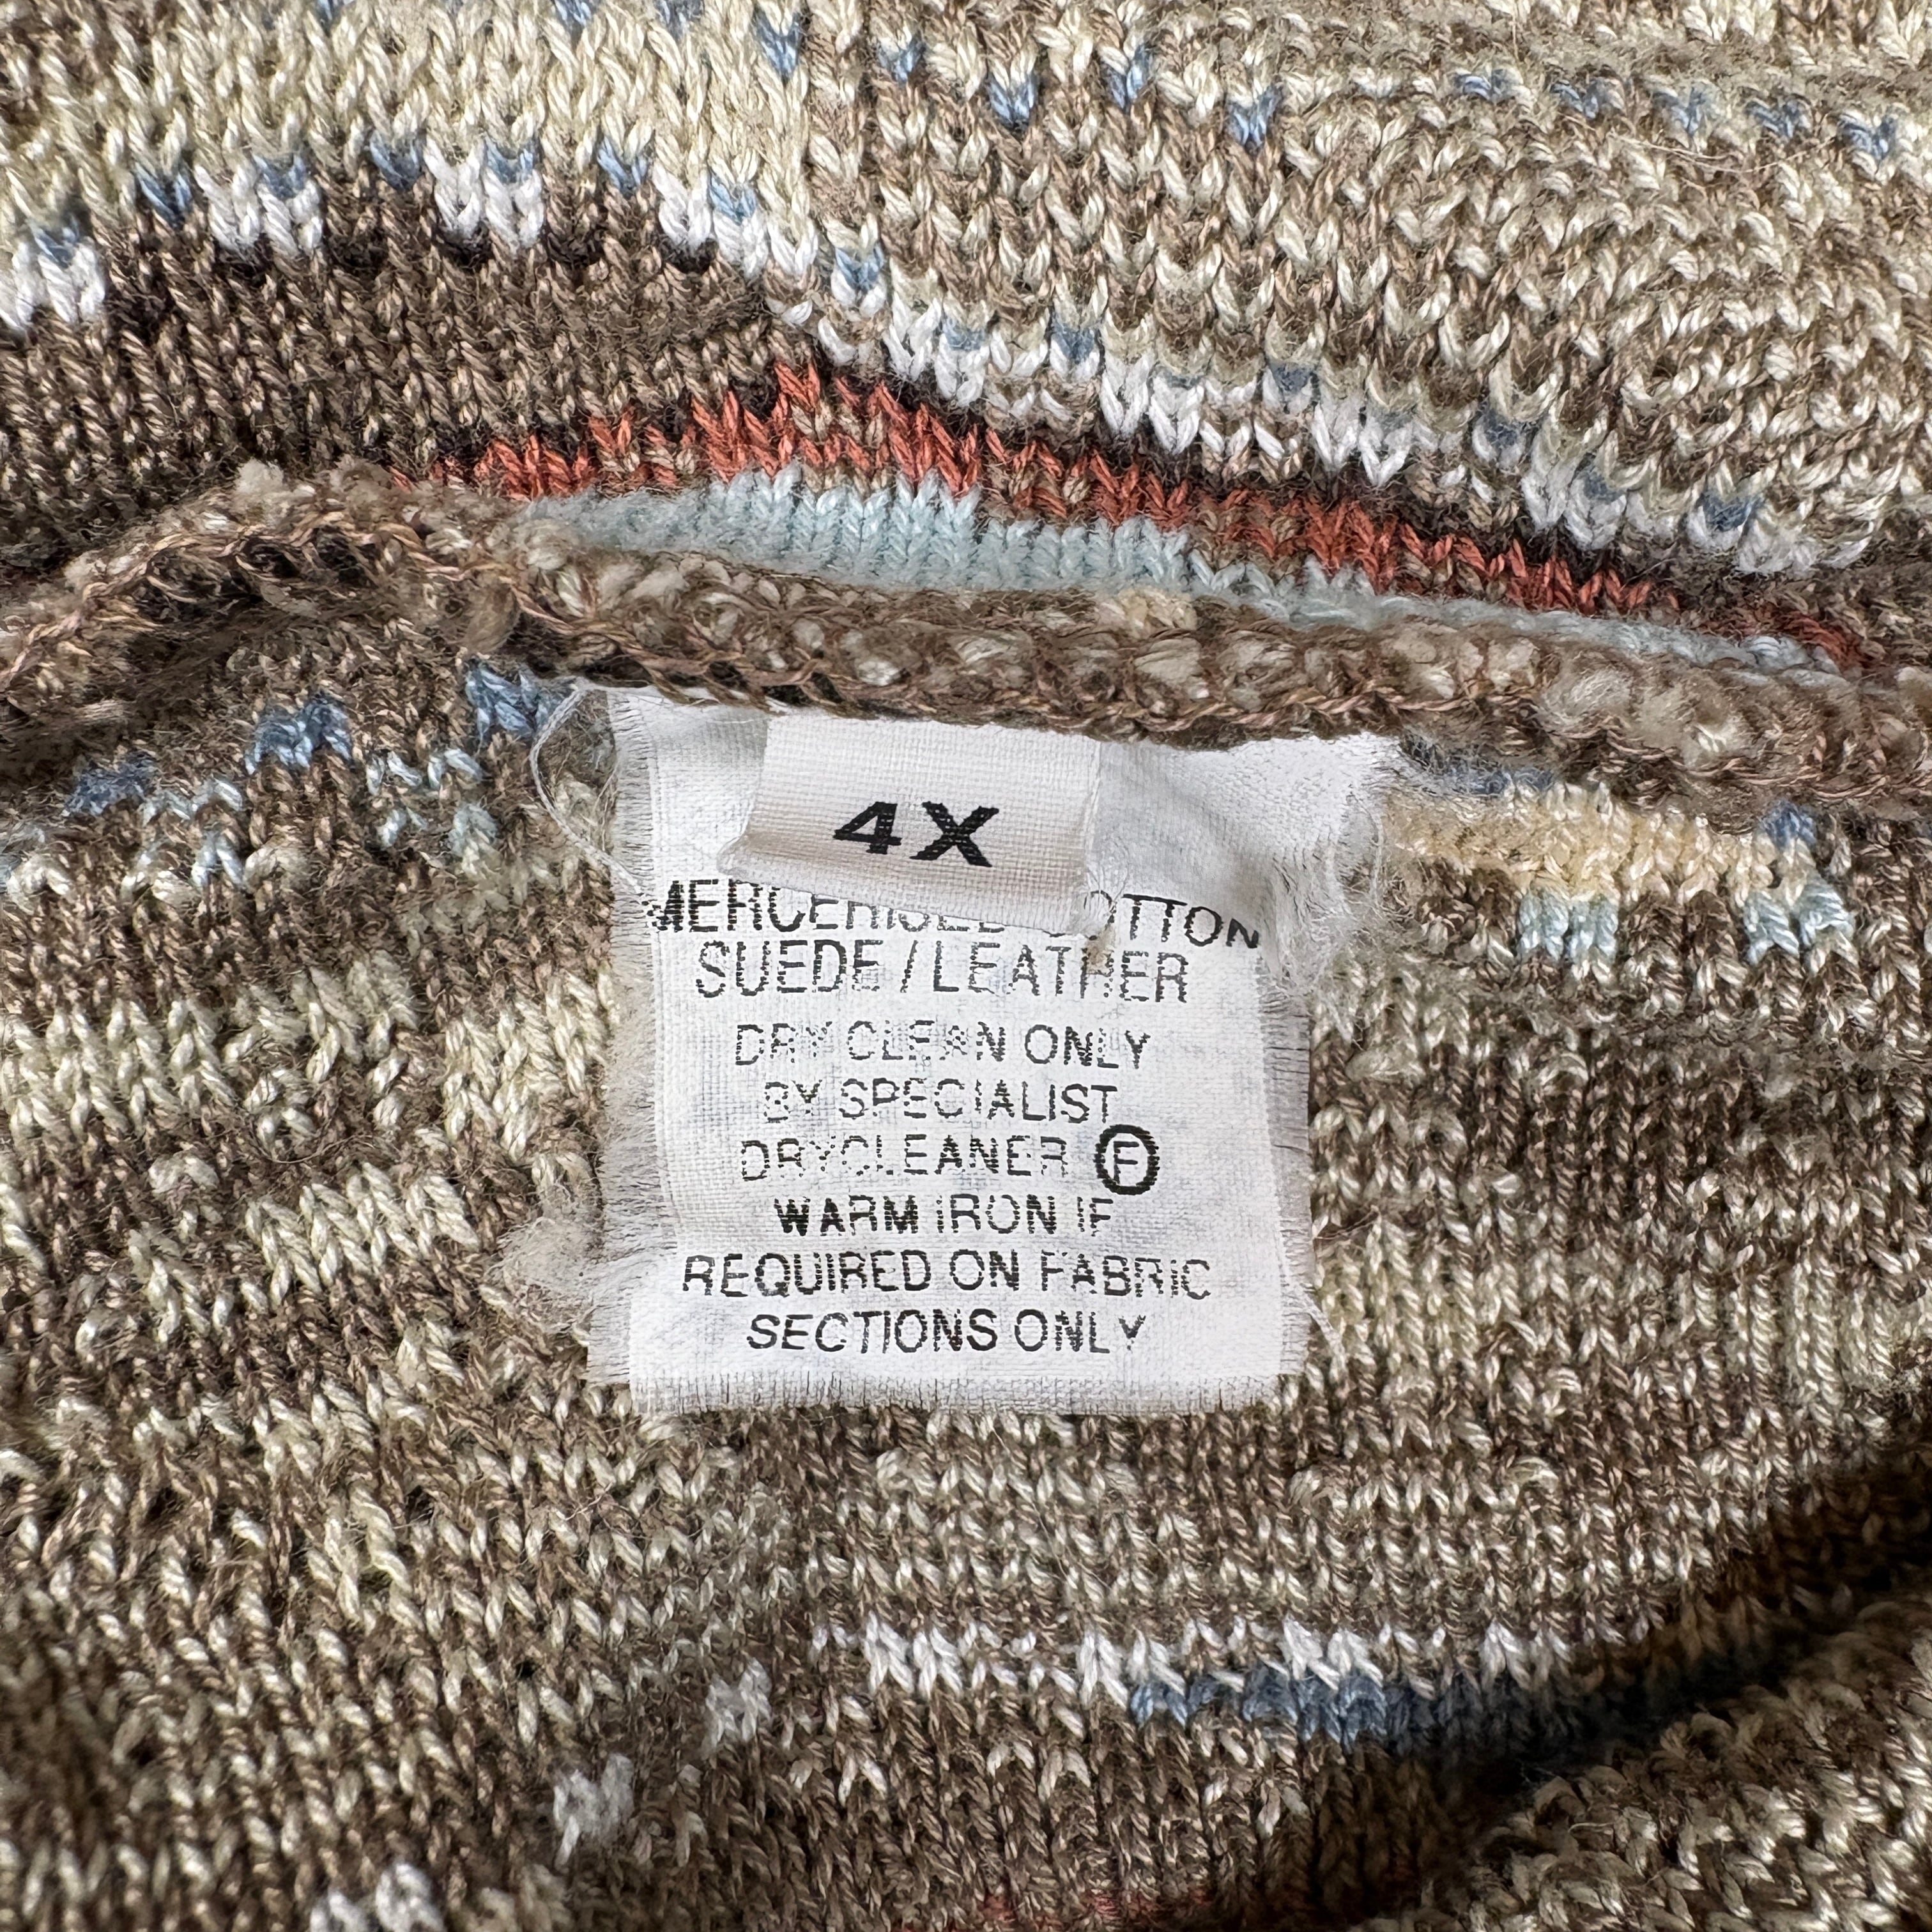 4X
MERCERISED COTTON
SUEDE / LEATHER
DRY CLEAN ONLY
BY SPECIALIST
DRYCLEANER Ⓕ
WARM IRON IF
REQUIRED ON FABRIC
SECTIONS ONLY